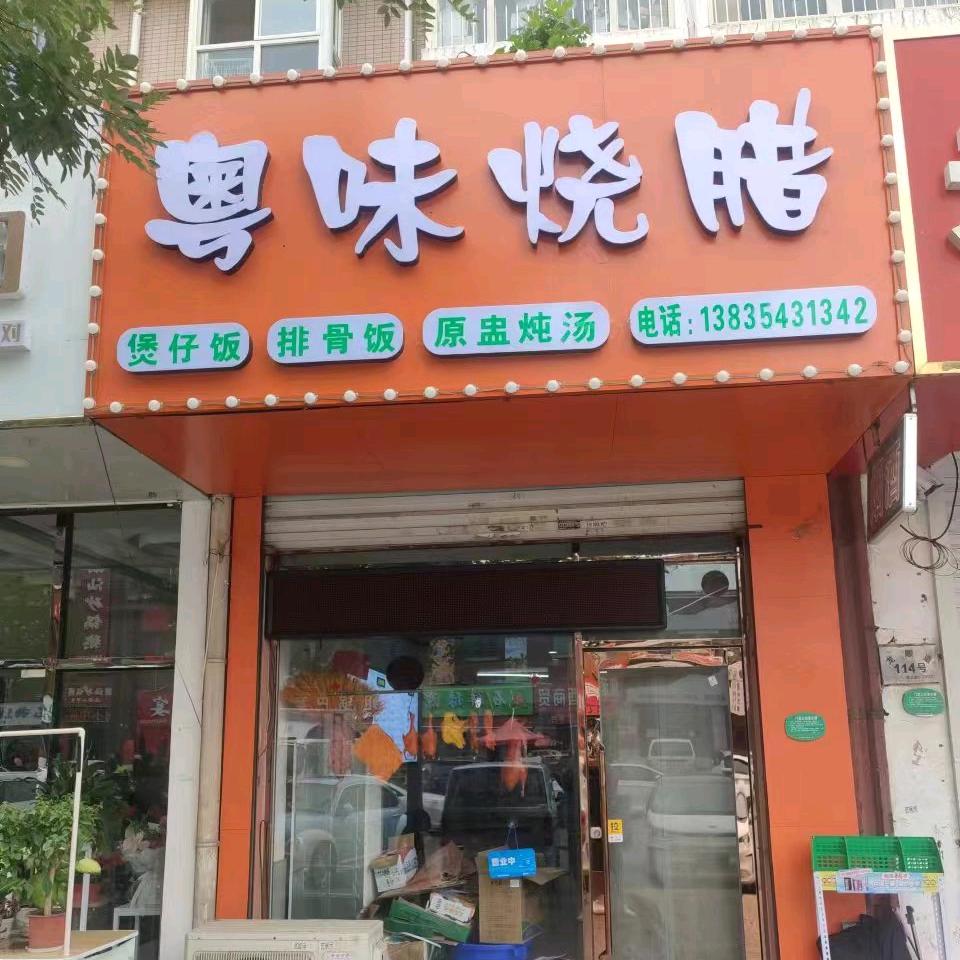 粤味烧腊
煲仔饭 排骨饭 原盅炖汤 电话:13835431342
114号
营业中
拉